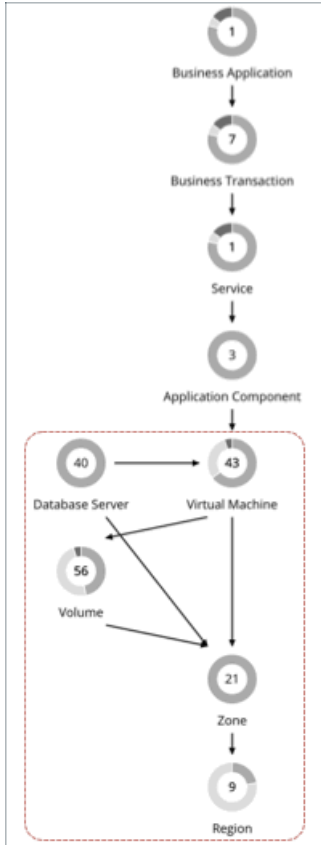 1
Business Application
7
Business Transaction
1
Service
3
Application Component
40
43
Database Server
Virtual Machine
56
Volume
21
Zone
9
Region